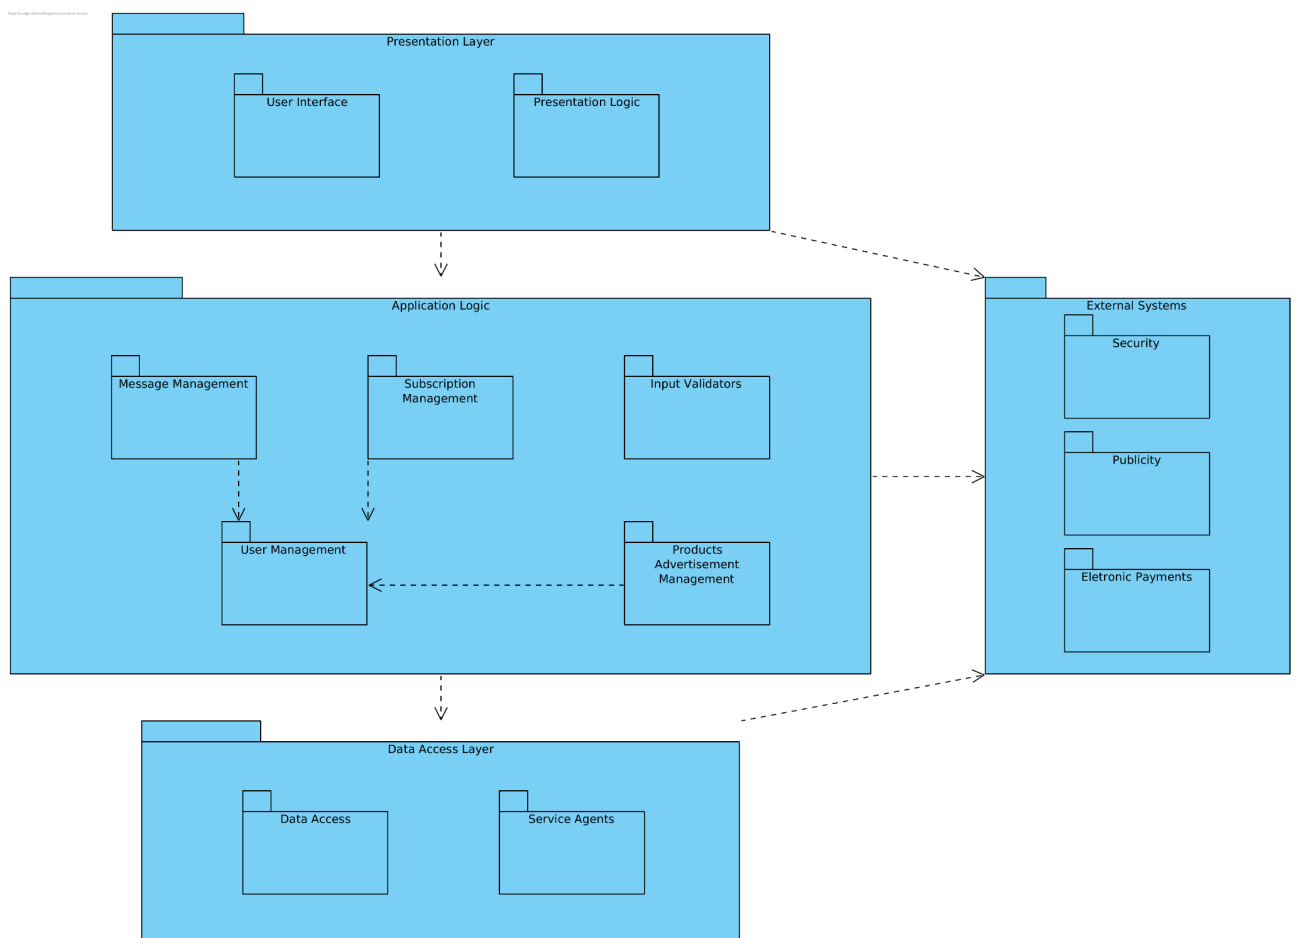 Presentation Layer
User Interface
Presentation Logic
Application Logic
External Systems
Security
Message Management
Subscription
Management
Input Validators
Publicity
User Management
Products
Advertisement
Management
Eletronic Payments
Data Access Layer
Data Access
Service Agents